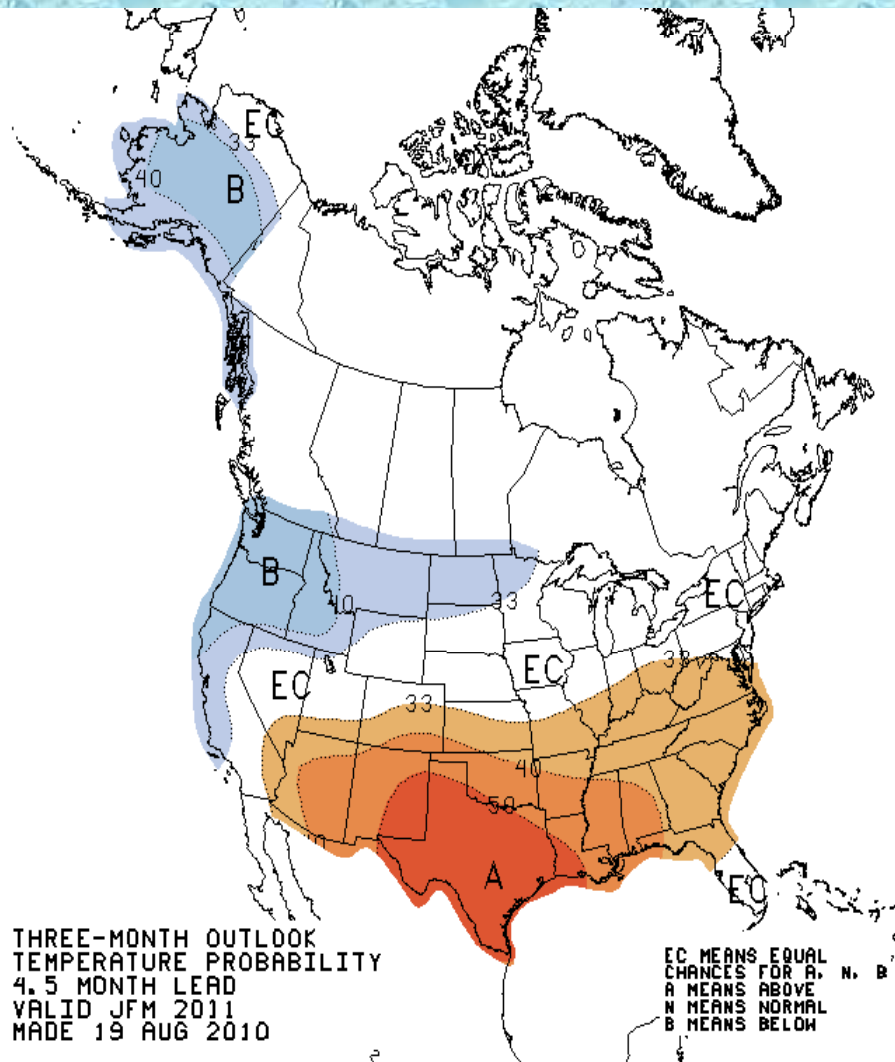 EC
33
40
B
B
40
33
EC
EC
EC
33
33
40
50
40
A
EC
THREE-MONTH OUTLOOK
TEMPERATURE PROBABILITY
4.5 MONTH LEAD
VALID JFM 2011
MADE 19 AUG 2010
EC MEANS EQUAL
CHANCES FOR A, N, B
A MEANS ABOVE
N MEANS NORMAL
B MEANS BELOW